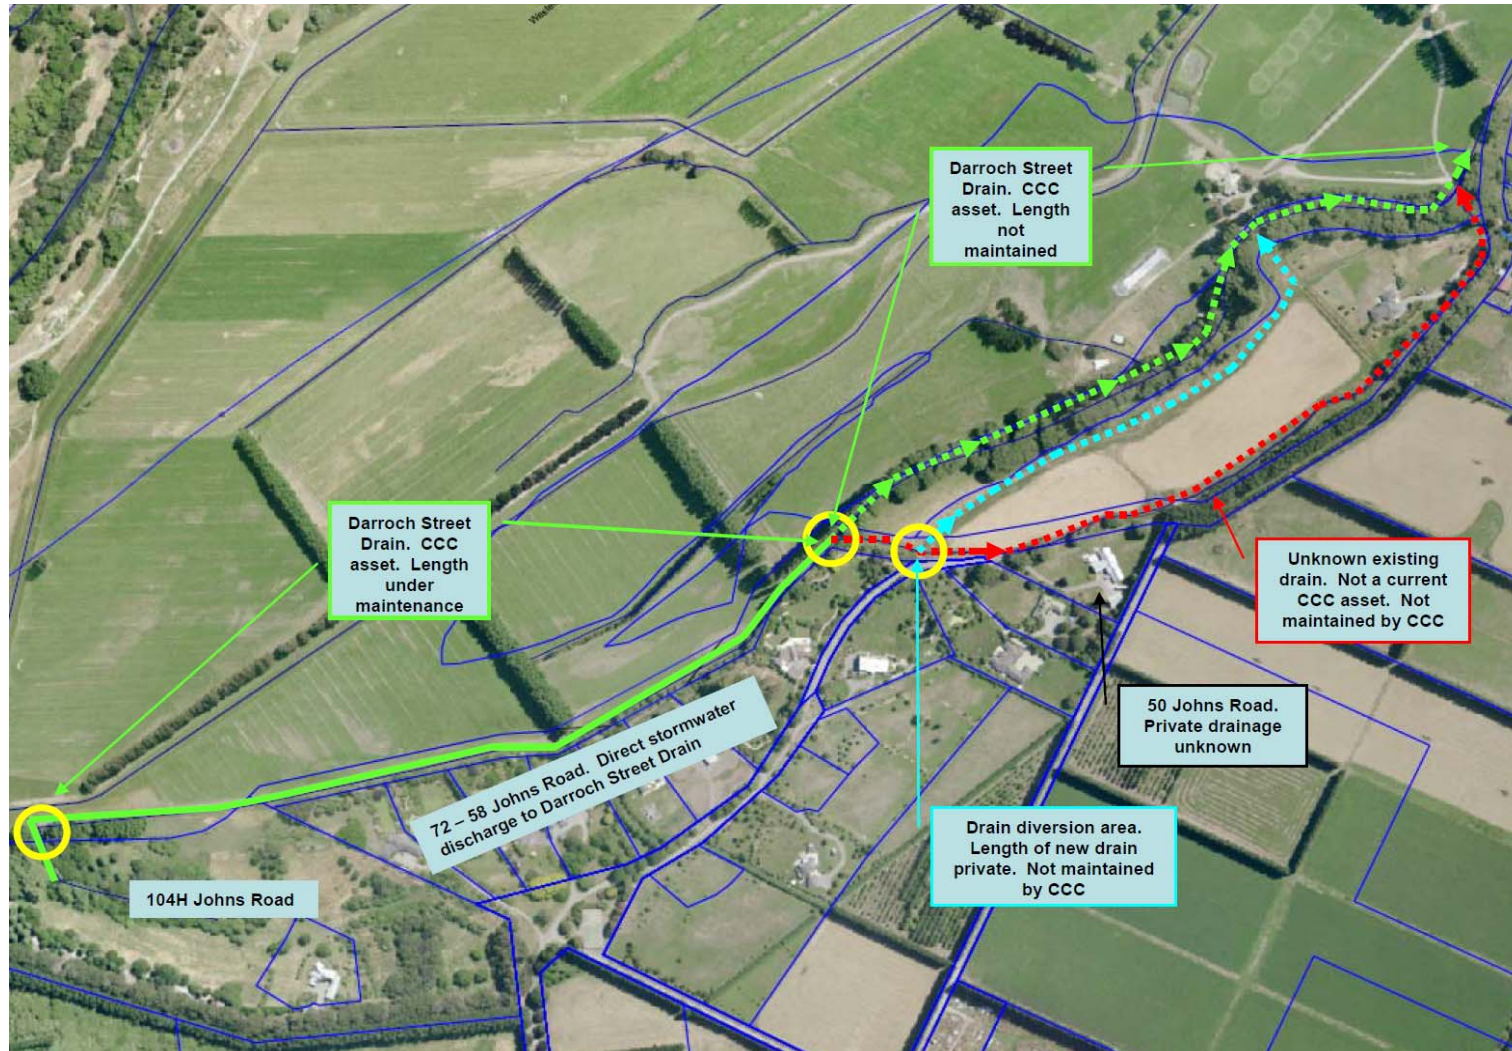 Darroch Street
Drain. CCC
asset. Length
not
maintained
Darroch Street
Drain. CCC
asset. Length
under
maintenance
Unknown existing
drain. Not a current
CCC asset. Not
maintained by CCC
50 Johns Road.
Private drainage
unknown
72 – 58 Johns Road. Direct stormwater
discharge to Darroch Street Drain
Drain diversion area.
Length of new drain
private. Not maintained
by CCC
104H Johns Road